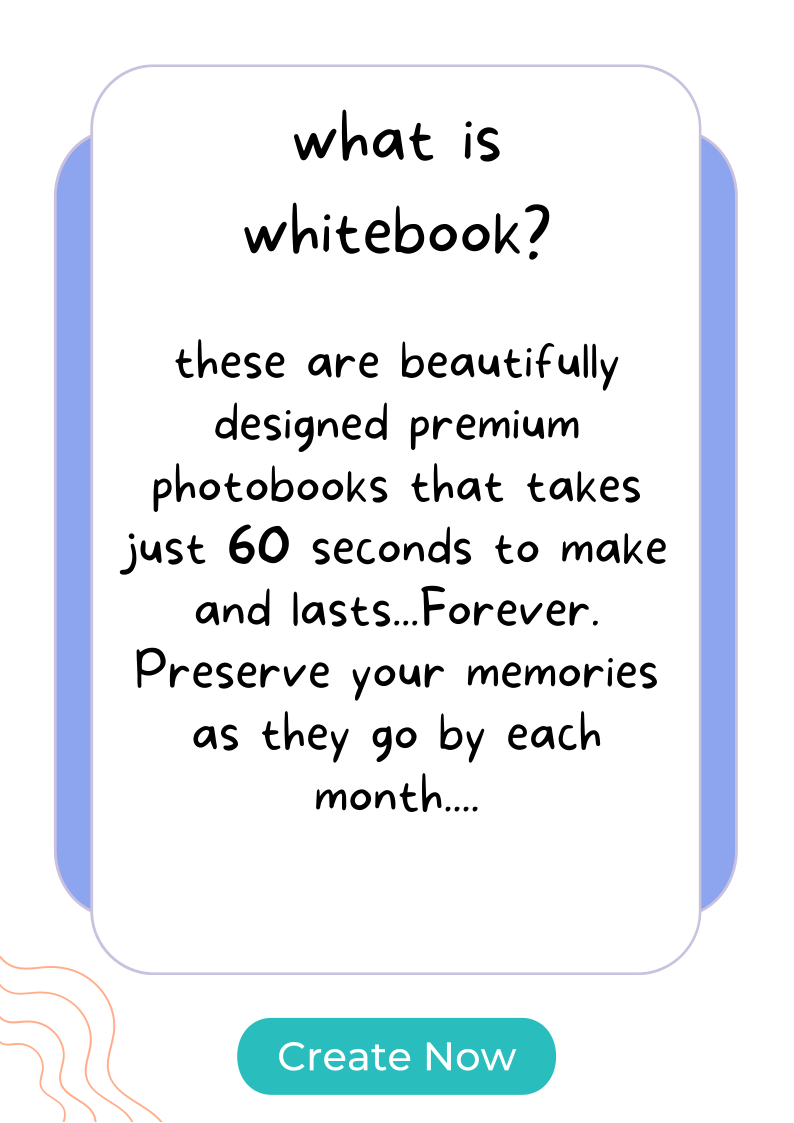 what is
whitebook?
these are beautifully
designed premium
photobooks that takes
just 60 seconds to make
and lasts...Forever.
Preserve your memories
as they go by each
month....
Create Now